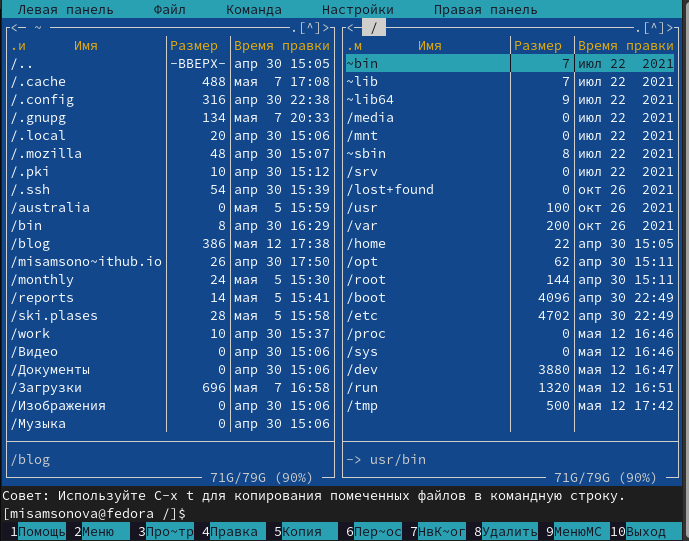 Левая панель Файл Команда Настройки Правая панель
<─ ~ .[^]>
.и Имя Размер Время правки
/.. -ВВЕРХ- апр 30 15:05
/.cache 488 мая 7 17:08
/.config 316 апр 30 22:38
/.gnupg 134 мая 7 20:33
/.local 20 апр 30 15:06
/.mozilla 48 апр 30 15:07
/.pki 10 апр 30 15:12
/.ssh 54 апр 30 15:39
/australia 0 мая 5 15:59
/bin 8 апр 30 16:29
/blog 386 мая 12 17:38
/misamsono~ithub.io 26 апр 30 17:50
/monthly 24 мая 5 15:30
/reports 14 мая 5 15:41
/ski.plases 28 мая 5 15:58
/work 10 апр 30 15:37
/Видео 0 апр 30 15:06
/Документы 0 апр 30 15:06
/Загрузки 696 мая 7 16:58
/Изображения 0 апр 30 15:06
/Музыка 0 апр 30 15:06
/blog
71G/79G (90%)
<─ / .[^]>
.м Имя Размер Время правки
~bin 7 июл 22 2021
~lib 7 июл 22 2021
~lib64 9 июл 22 2021
/media 0 июл 22 2021
/mnt 0 июл 22 2021
~sbin 8 июл 22 2021
/srv 0 июл 22 2021
/lost+found 0 окт 26 2021
/usr 100 окт 26 2021
/var 200 окт 26 2021
/home 22 апр 30 15:05
/opt 62 апр 30 15:11
/root 144 апр 30 15:11
/boot 4096 апр 30 22:49
/etc 4702 апр 30 22:49
/proc 0 мая 12 16:46
/sys 0 мая 12 16:46
/dev 3880 мая 12 16:47
/run 1320 мая 12 16:51
/tmp 500 мая 12 17:42
-> usr/bin
71G/79G (90%)
Совет: Используйте C-x t для копирования помеченных файлов в командную строку.
[misamsonova@fedora /]$
1Помощь 2Меню 3Про~тр 4Правка 5Копия 6Пер~ос 7НвК~ог 8Удалить 9МенюMC 10Выход